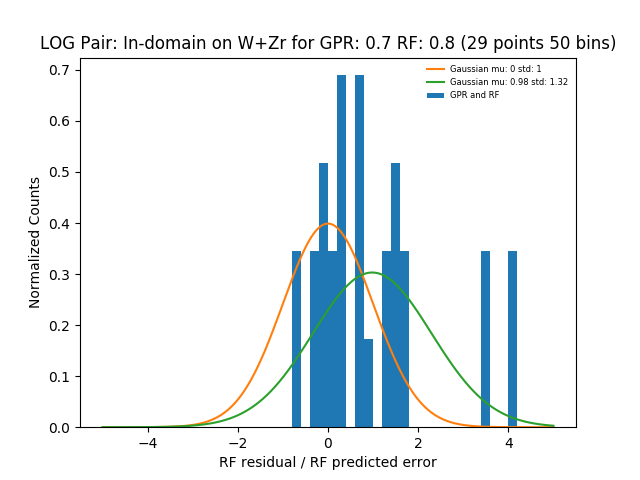 LOG Pair: In-domain on W+Zr for GPR: 0.7 RF: 0.8 (29 points 50 bins)
Gaussian mu: 0 std: 1
Gaussian mu: 0.98 std: 1.32
GPR and RF
Normalized Counts
0.7
0.6
0.5
0.4
0.3
0.2
0.1
0.0
−4 −2 0 2 4
RF residual / RF predicted error